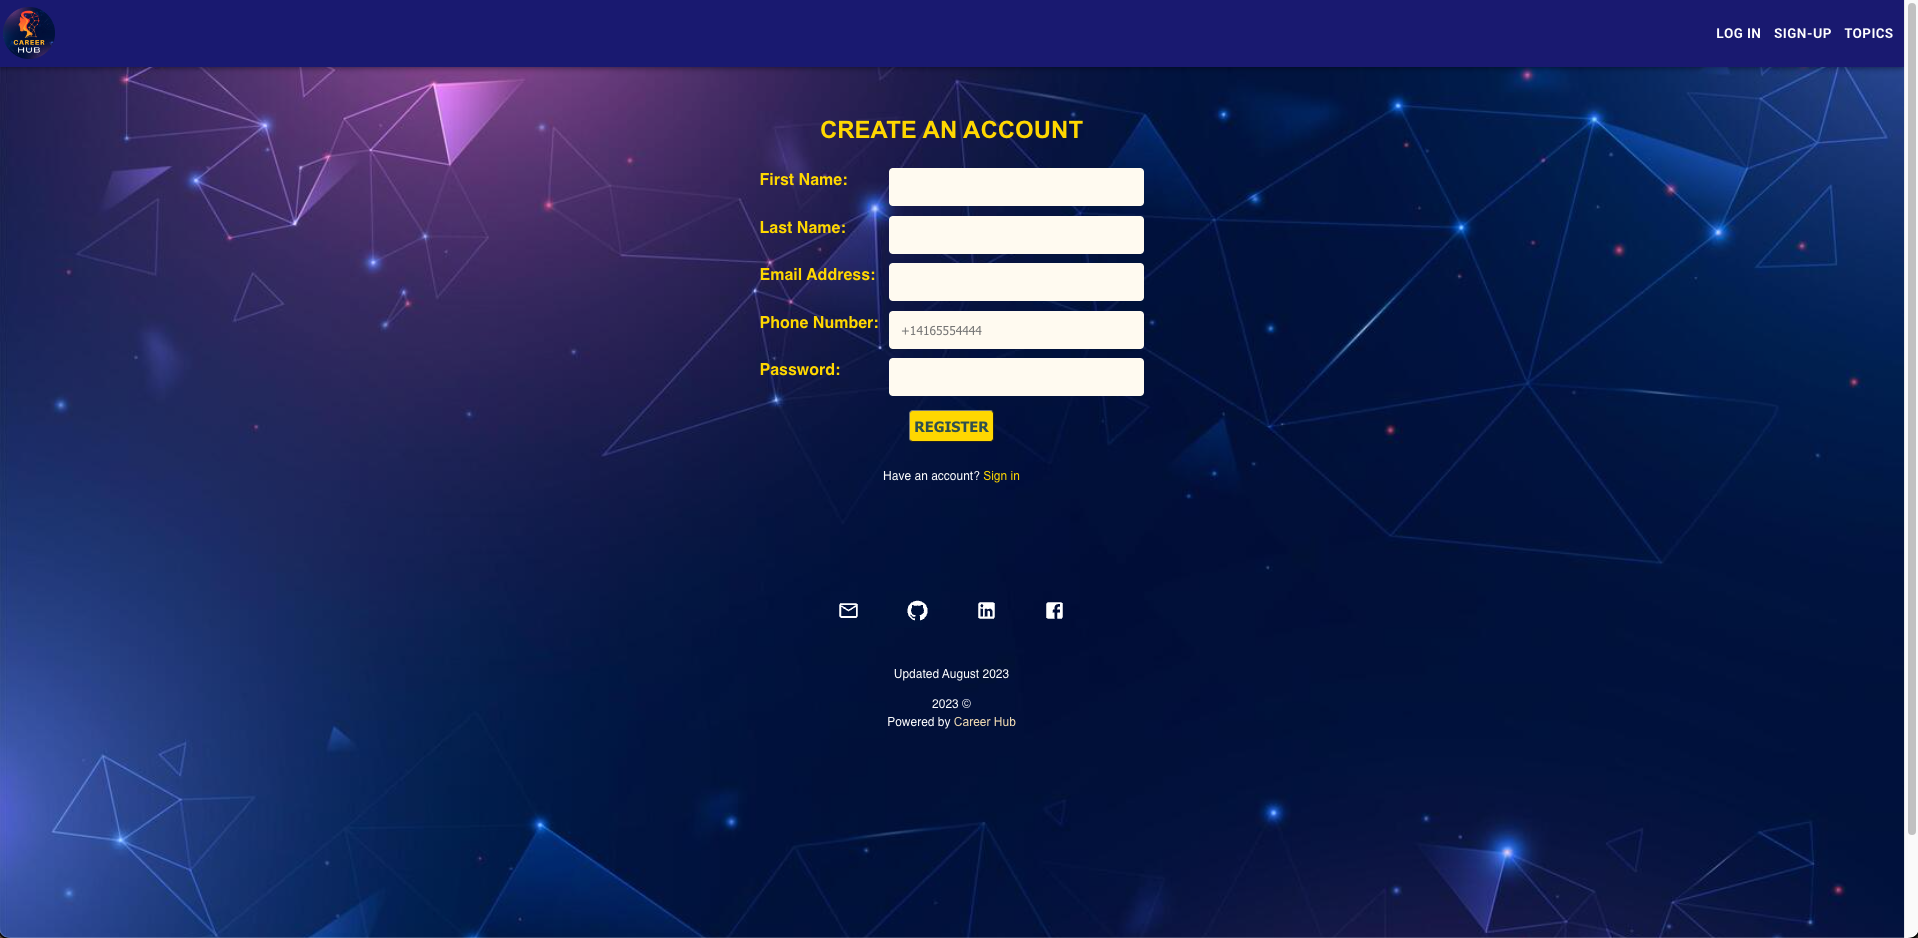 CAREER
HUB
LOG IN SIGN-UP TOPICS
CREATE AN ACCOUNT
First Name:
Last Name:
Email Address:
Phone Number: +14165554444
Password:
REGISTER
Have an account? Sign in
Updated August 2023
2023 ©
Powered by Career Hub